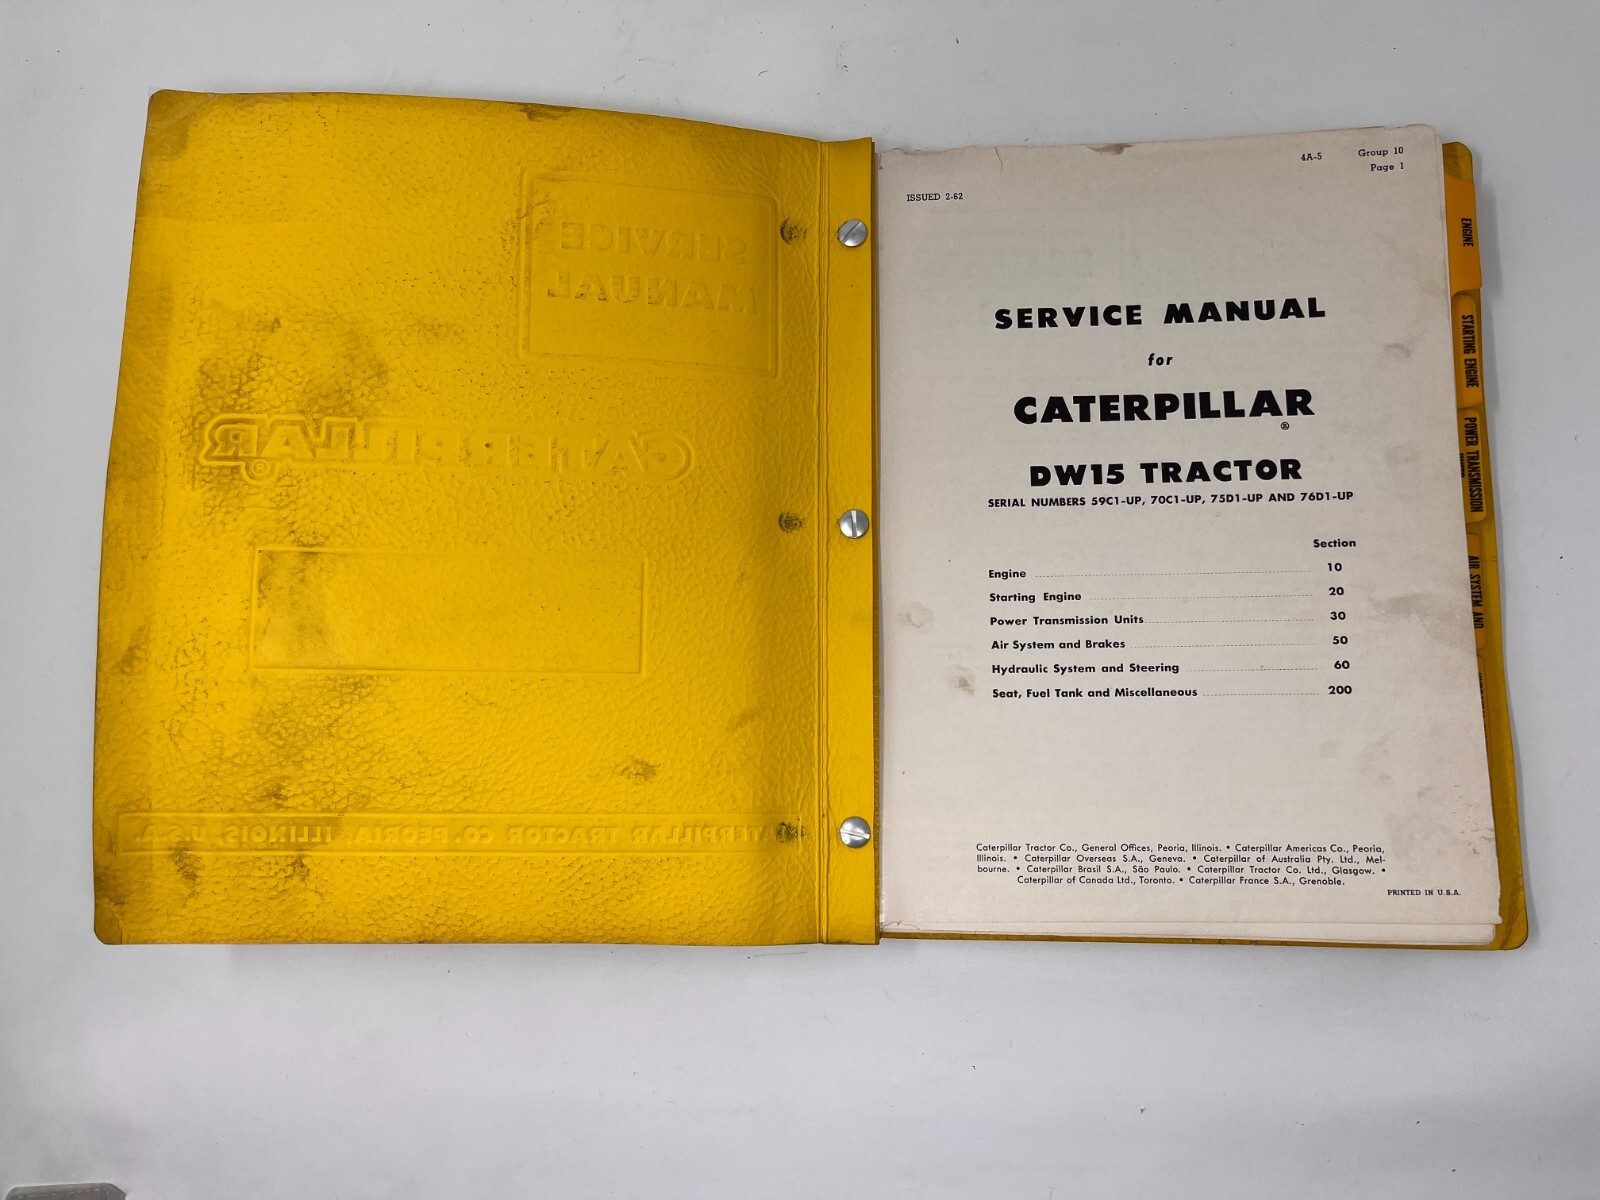 SERVICE
MANUAL
CATERPILLAR
®
CATERPILLAR TRACTOR CO. PEORIA, ILLINOIS, U.S.A.
4A-5 Group 10
Page 1
ISSUED 2-62
SERVICE MANUAL
for
CATERPILLAR
®
DW15 TRACTOR
SERIAL NUMBERS 59C1-UP, 70C1-UP, 75D1-UP AND 76D1-UP
Section
Engine 10
Starting Engine 20
Power Transmission Units 30
Air System and Brakes 50
Hydraulic System and Steering 60
Seat, Fuel Tank and Miscellaneous 200
Caterpillar Tractor Co., General Offices, Peoria, Illinois. • Caterpillar Americas Co., Peoria,
Illinois. • Caterpillar Overseas S.A., Geneva. • Caterpillar of Australia Pty. Ltd., Mel-
bourne. • Caterpillar Brasil S.A., São Paulo. • Caterpillar Tractor Co. Ltd., Glasgow. •
Caterpillar of Canada Ltd., Toronto. • Caterpillar France S.A., Grenoble.
PRINTED IN U.S.A.
ENGINE
STARTING ENGINE
POWER TRANSMISSION
AIR SYSTEM AND